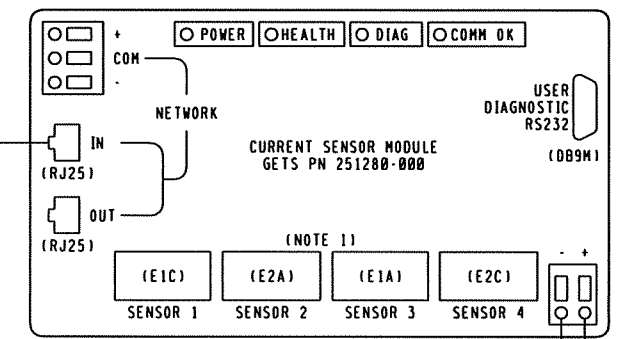 +
COM
-
POWER
HEALTH
DIAG
COMM OK
NETWORK
IN
(RJ25)
OUT
(RJ25)
USER
DIAGNOSTIC
RS232
(DB9M)
CURRENT SENSOR MODULE
GETS PN 251280-000
(NOTE 1)
(E1C)
(E2A)
(E1A)
(E2C)
SENSOR 1
SENSOR 2
SENSOR 3
SENSOR 4
- +